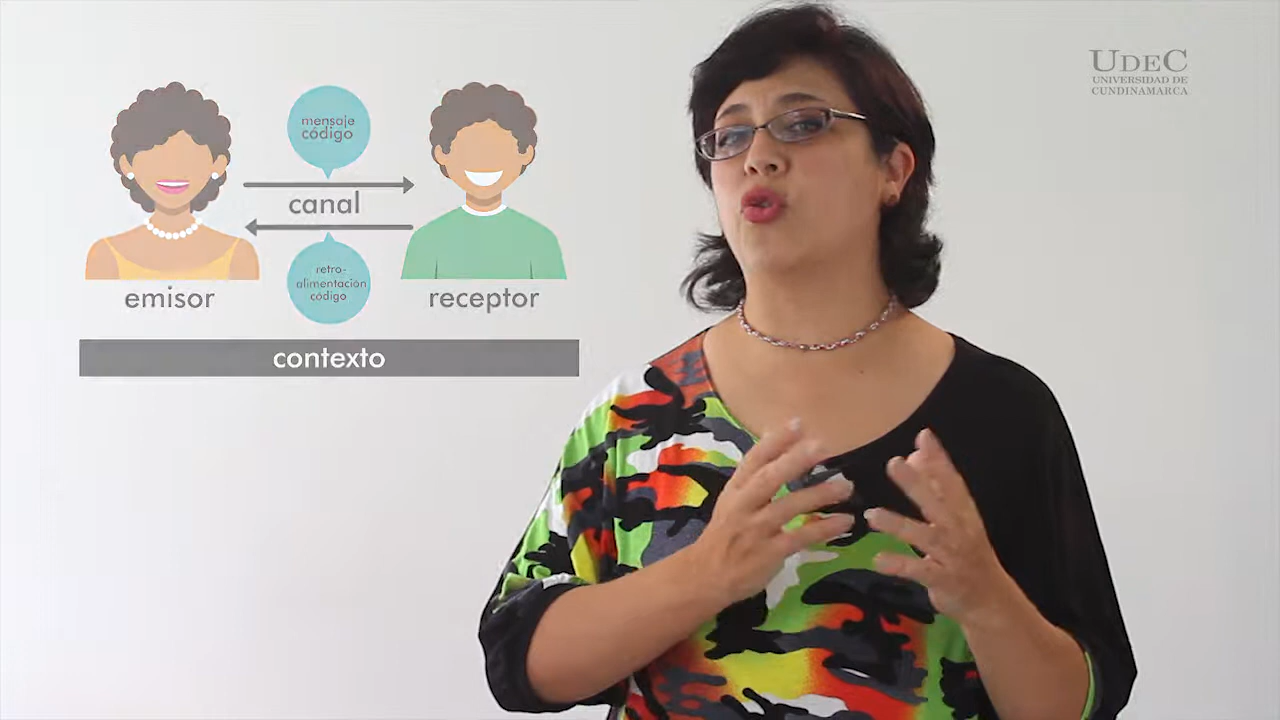 mensaje
código
canal
retro-
alimentación
código
emisor
receptor
contexto
UDEC
UNIVERSIDAD DE
CUNDINAMARCA